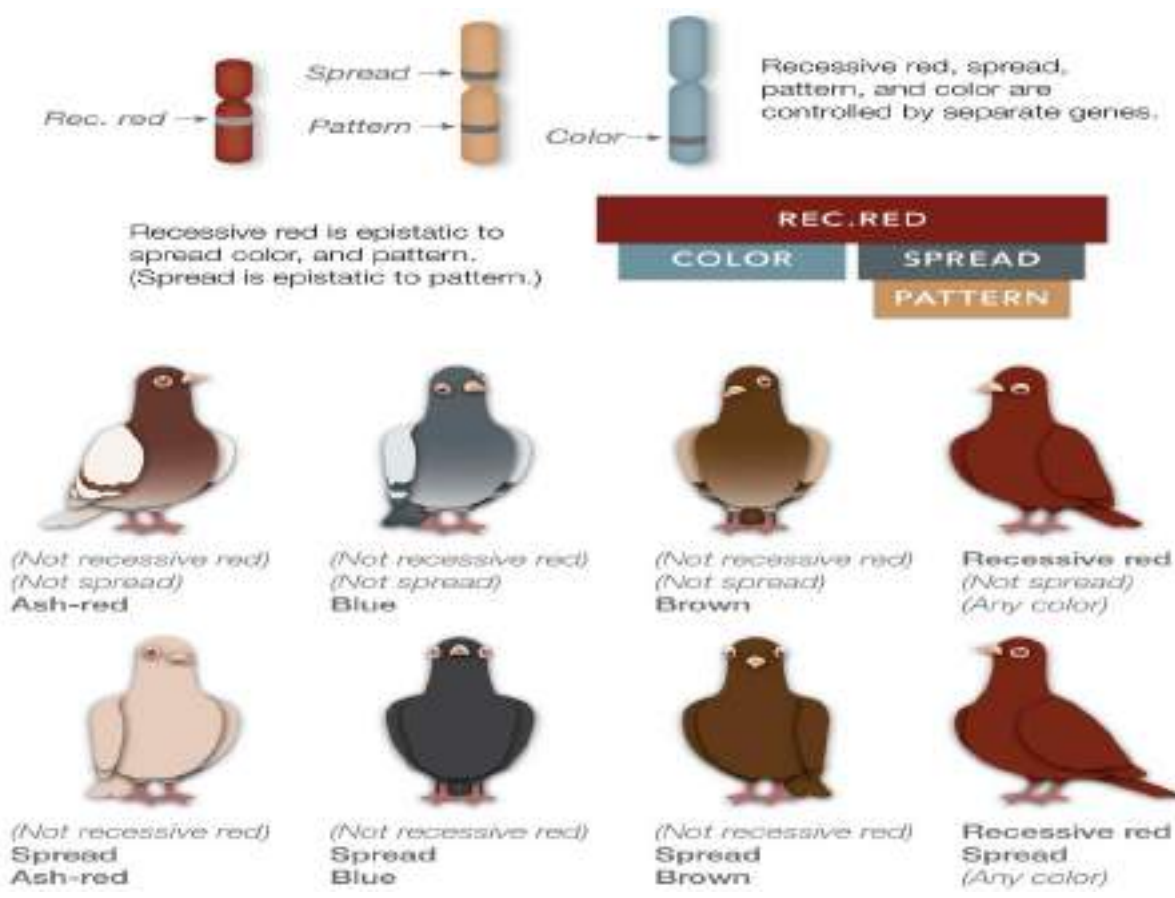 Rec. red
Spread
Pattern
Color
Recessive red, spread,
pattern, and color are
controlled by separate genes.
Recessive red is epistatic to
spread color, and pattern.
(Spread is epistatic to pattern.)
REC.RED
COLOR
SPREAD
PATTERN
(Not recessive red)
(Not spread)
Ash-red
(Not recessive red)
(Not spread)
Blue
(Not recessive red)
(Not spread)
Brown
Recessive red
(Not spread)
(Any color)
(Not recessive red)
Spread
Ash-red
(Not recessive red)
Spread
Blue
(Not recessive red)
Spread
Brown
Recessive red
Spread
(Any color)